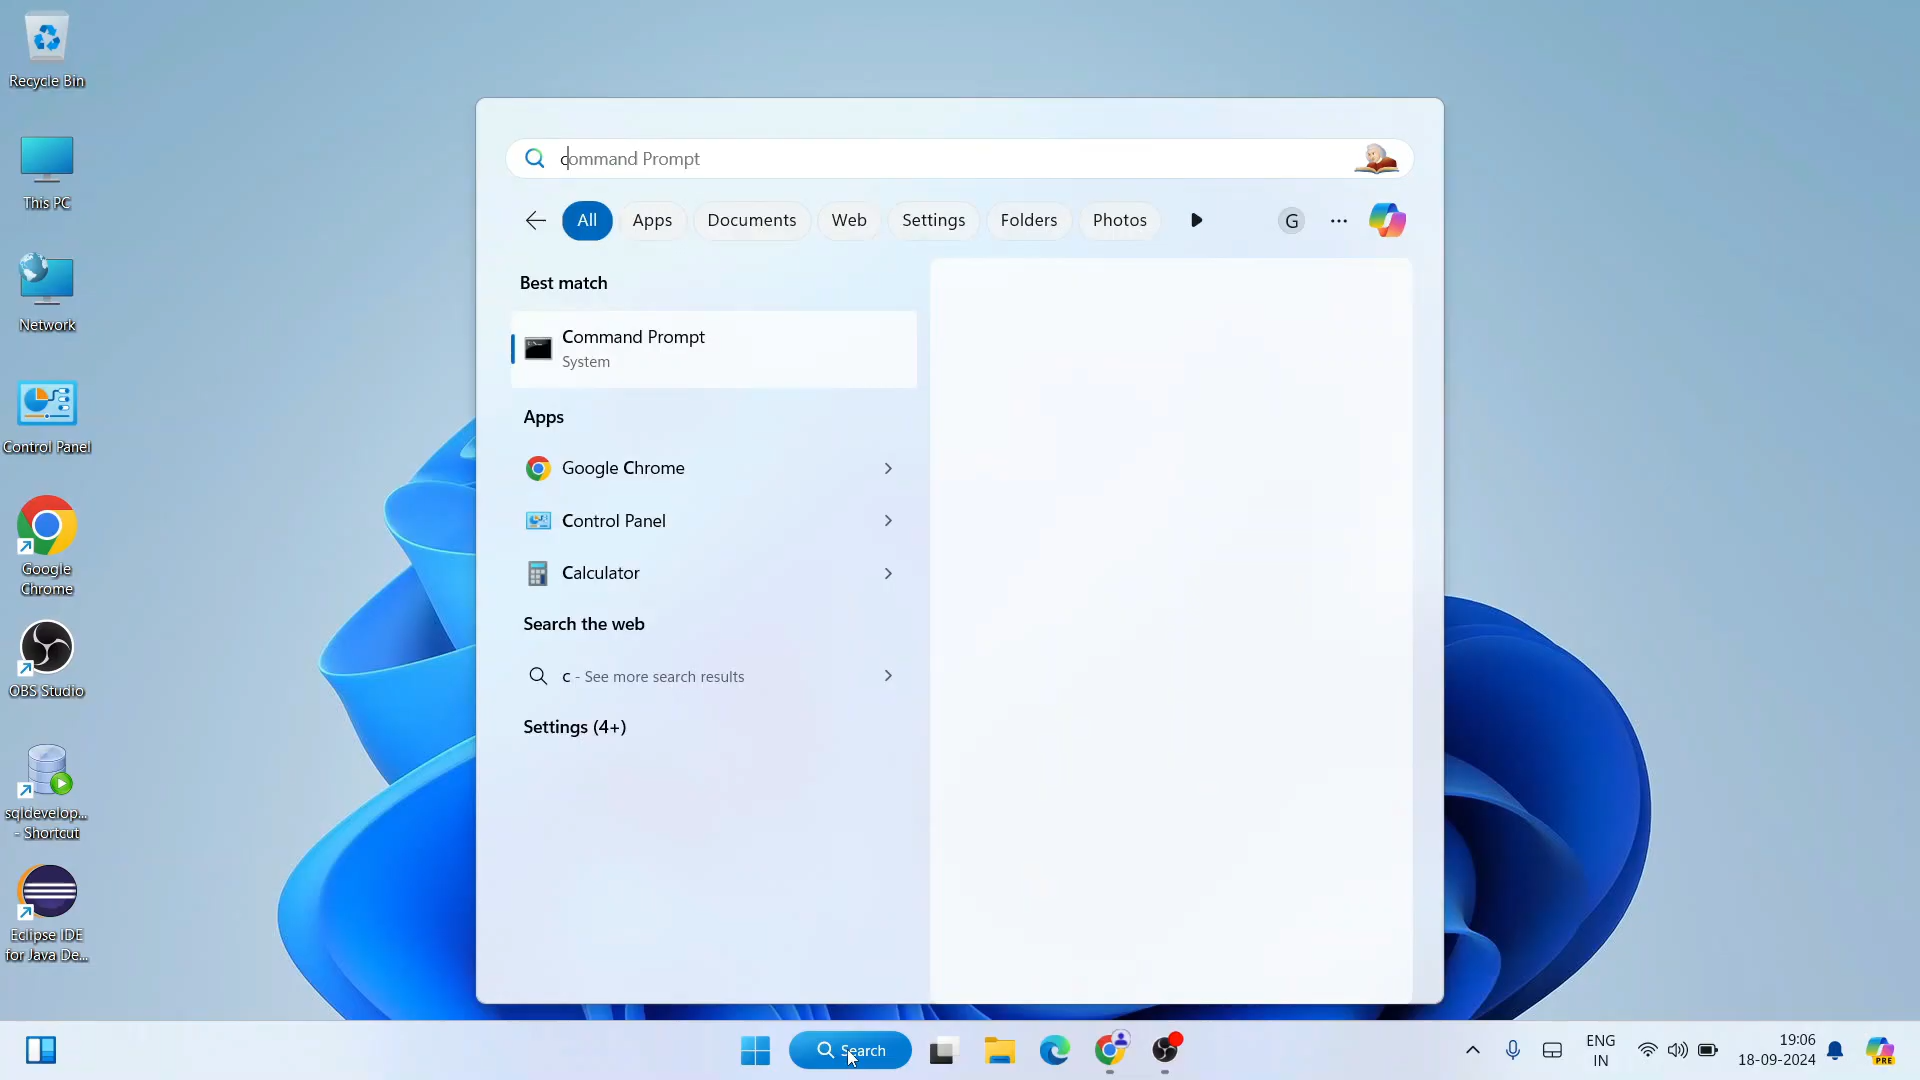 Recycle Bin
This PC
Network
Control Panel
Google
Chrome
OBS Studio
sqldevelop...
- Shortcut
Eclipse IDE
for Java De...
command Prompt
All
Apps
Documents
Web
Settings
Folders
Photos
G
Best match
Command Prompt
System
Apps
Google Chrome
Control Panel
Calculator
Search the web
c - See more search results
Settings (4+)
Search
ENG
IN
19:06
18-09-2024
PRE